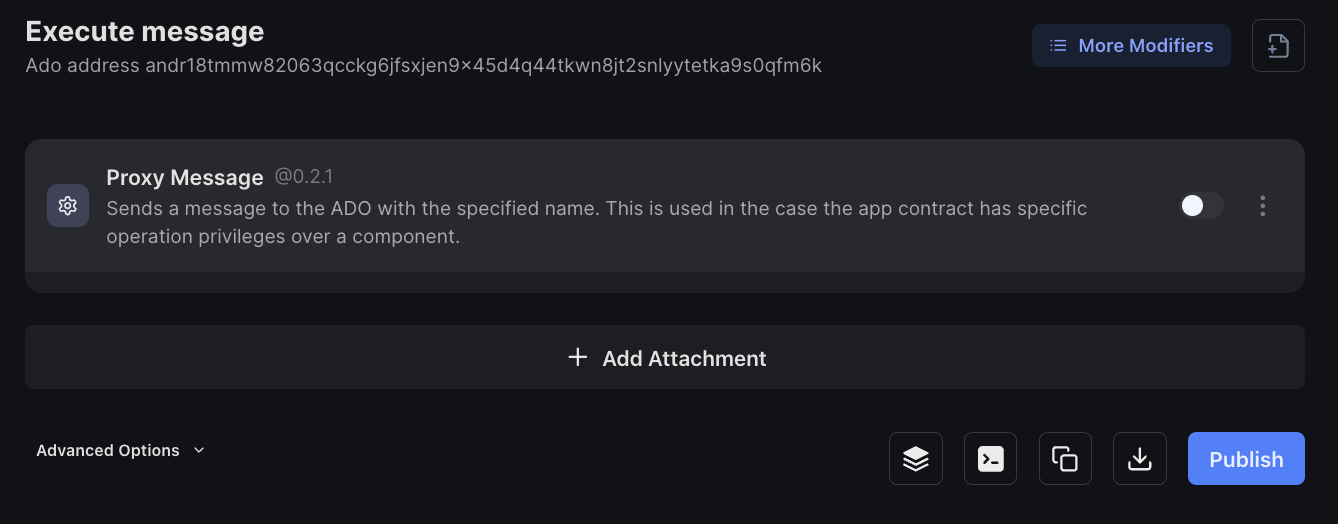 Execute message
More Modifiers
Ado address andr18tmmw82063qcckg6jfsxjen9x45d4q44tkwn8jt2snlyytetka9s0qfm6k
Proxy Message @0.2.1
Sends a message to the ADO with the specified name. This is used in the case the app contract has specific
operation privileges over a component.
Add Attachment
Advanced Options
Publish